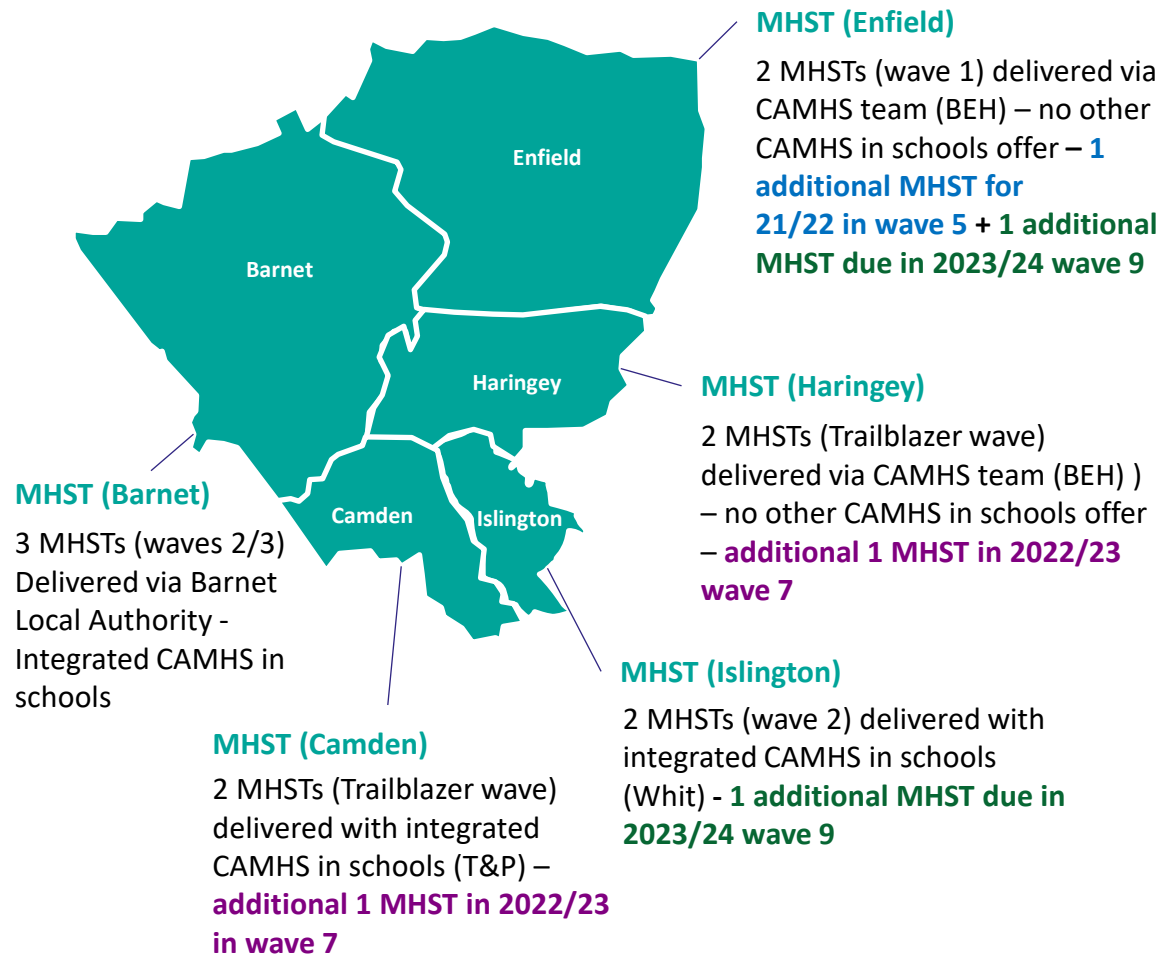 MHST (Enfield)
2 MHSTs (wave 1) delivered via
CAMHS team (BEH) – no other
CAMHS in schools offer – 1
additional MHST for
21/22 in wave 5 + 1 additional
MHST due in 2023/24 wave 9
Enfield
Barnet
Haringey
MHST (Haringey)
2 MHSTs (Trailblazer wave)
delivered via CAMHS team (BEH) )
– no other CAMHS in schools offer
– additional 1 MHST in 2022/23
wave 7
Camden
Islington
MHST (Barnet)
3 MHSTs (waves 2/3)
Delivered via Barnet
Local Authority -
Integrated CAMHS in
schools
MHST (Islington)
2 MHSTs (wave 2) delivered with
integrated CAMHS in schools
(Whit) - 1 additional MHST due in
2023/24 wave 9
MHST (Camden)
2 MHSTs (Trailblazer wave)
delivered with integrated
CAMHS in schools (T&P) –
additional 1 MHST in 2022/23
in wave 7